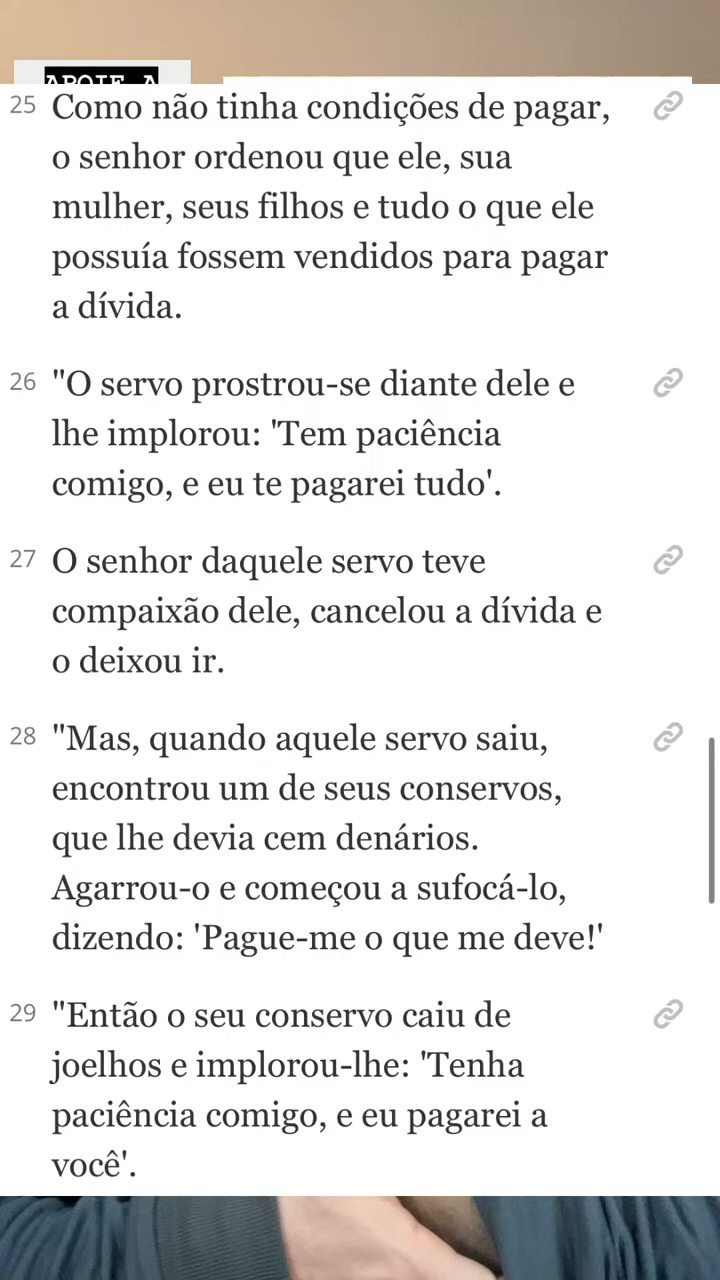 APOIE A
25 Como não tinha condições de pagar,
o senhor ordenou que ele, sua
mulher, seus filhos e tudo o que ele
possuía fossem vendidos para pagar
a dívida.
26 "O servo prostrou-se diante dele e
lhe implorou: 'Tem paciência
comigo, e eu te pagarei tudo'.
27 O senhor daquele servo teve
compaixão dele, cancelou a dívida e
o deixou ir.
28 "Mas, quando aquele servo saiu,
encontrou um de seus conservos,
que lhe devia cem denários.
Agarrou-o e começou a sufocá-lo,
dizendo: 'Pague-me o que me deve!'
29 "Então o seu conservo caiu de
joelhos e implorou-lhe: 'Tenha
paciência comigo, e eu pagarei a
você'.